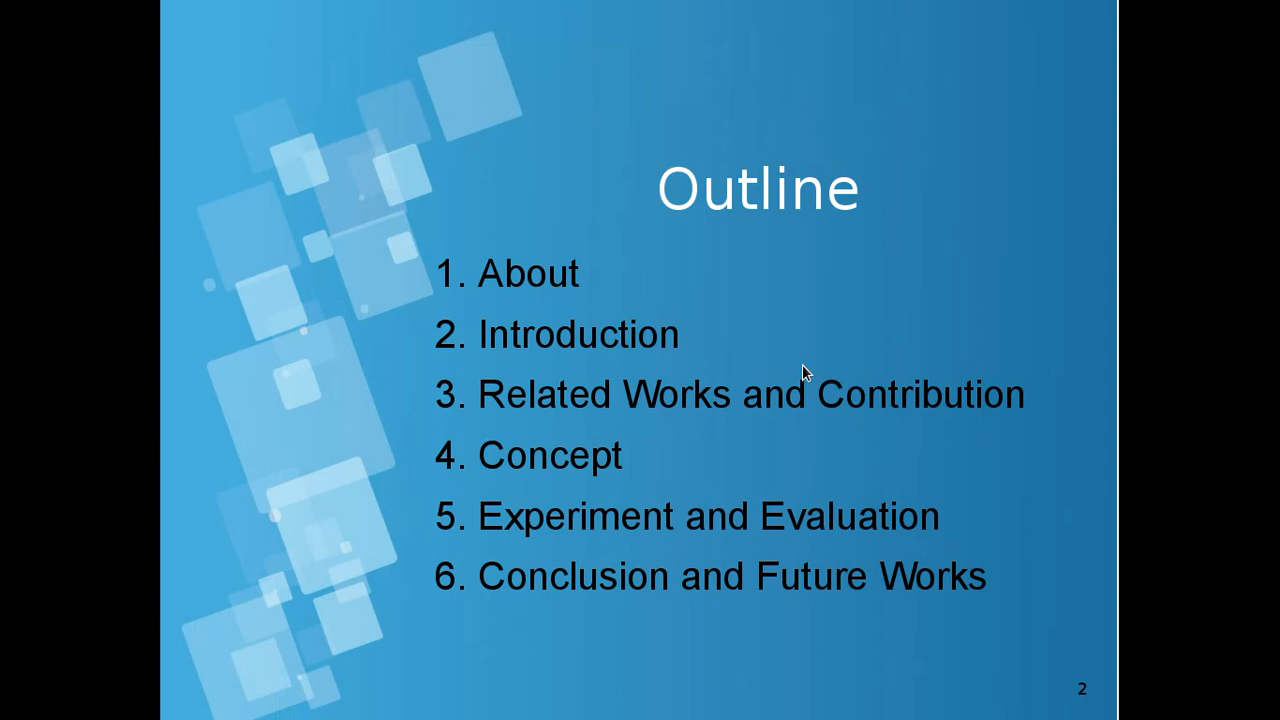 Outline
1. About
2. Introduction
3. Related Works and Contribution
4. Concept
5. Experiment and Evaluation
6. Conclusion and Future Works
2